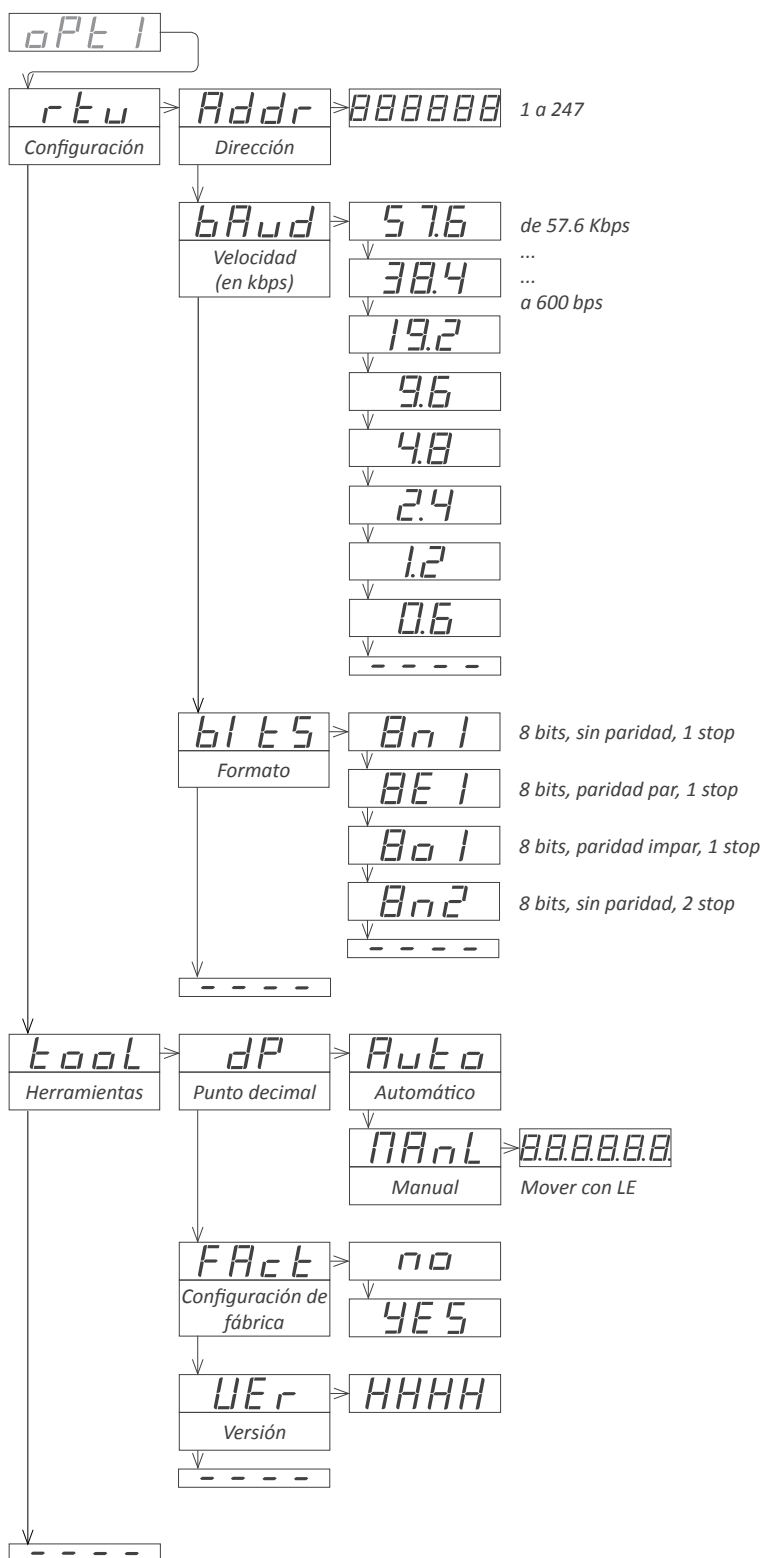 oPt 1
rtu
Configuración
Addr
Dirección
888888
1 a 247
bAud
Velocidad
(en kbps)
57.6
de 57.6 Kbps
...
38.4
...
a 600 bps
19.2
9.6
4.8
2.4
1.2
0.6
- - - -
bItS
Formato
8n1
8 bits, sin paridad, 1 stop
8E1
8 bits, paridad par, 1 stop
8o1
8 bits, paridad impar, 1 stop
8n2
8 bits, sin paridad, 2 stop
- - - -
- - - -
tooL
Herramientas
dP
Punto decimal
Auto
Automático
MAnL
Manual
8.8.8.8.8.8.
Mover con LE
FAct
Configuración de
fábrica
no
YES
VEr
Versión
HHHH
- - - -
- - - -